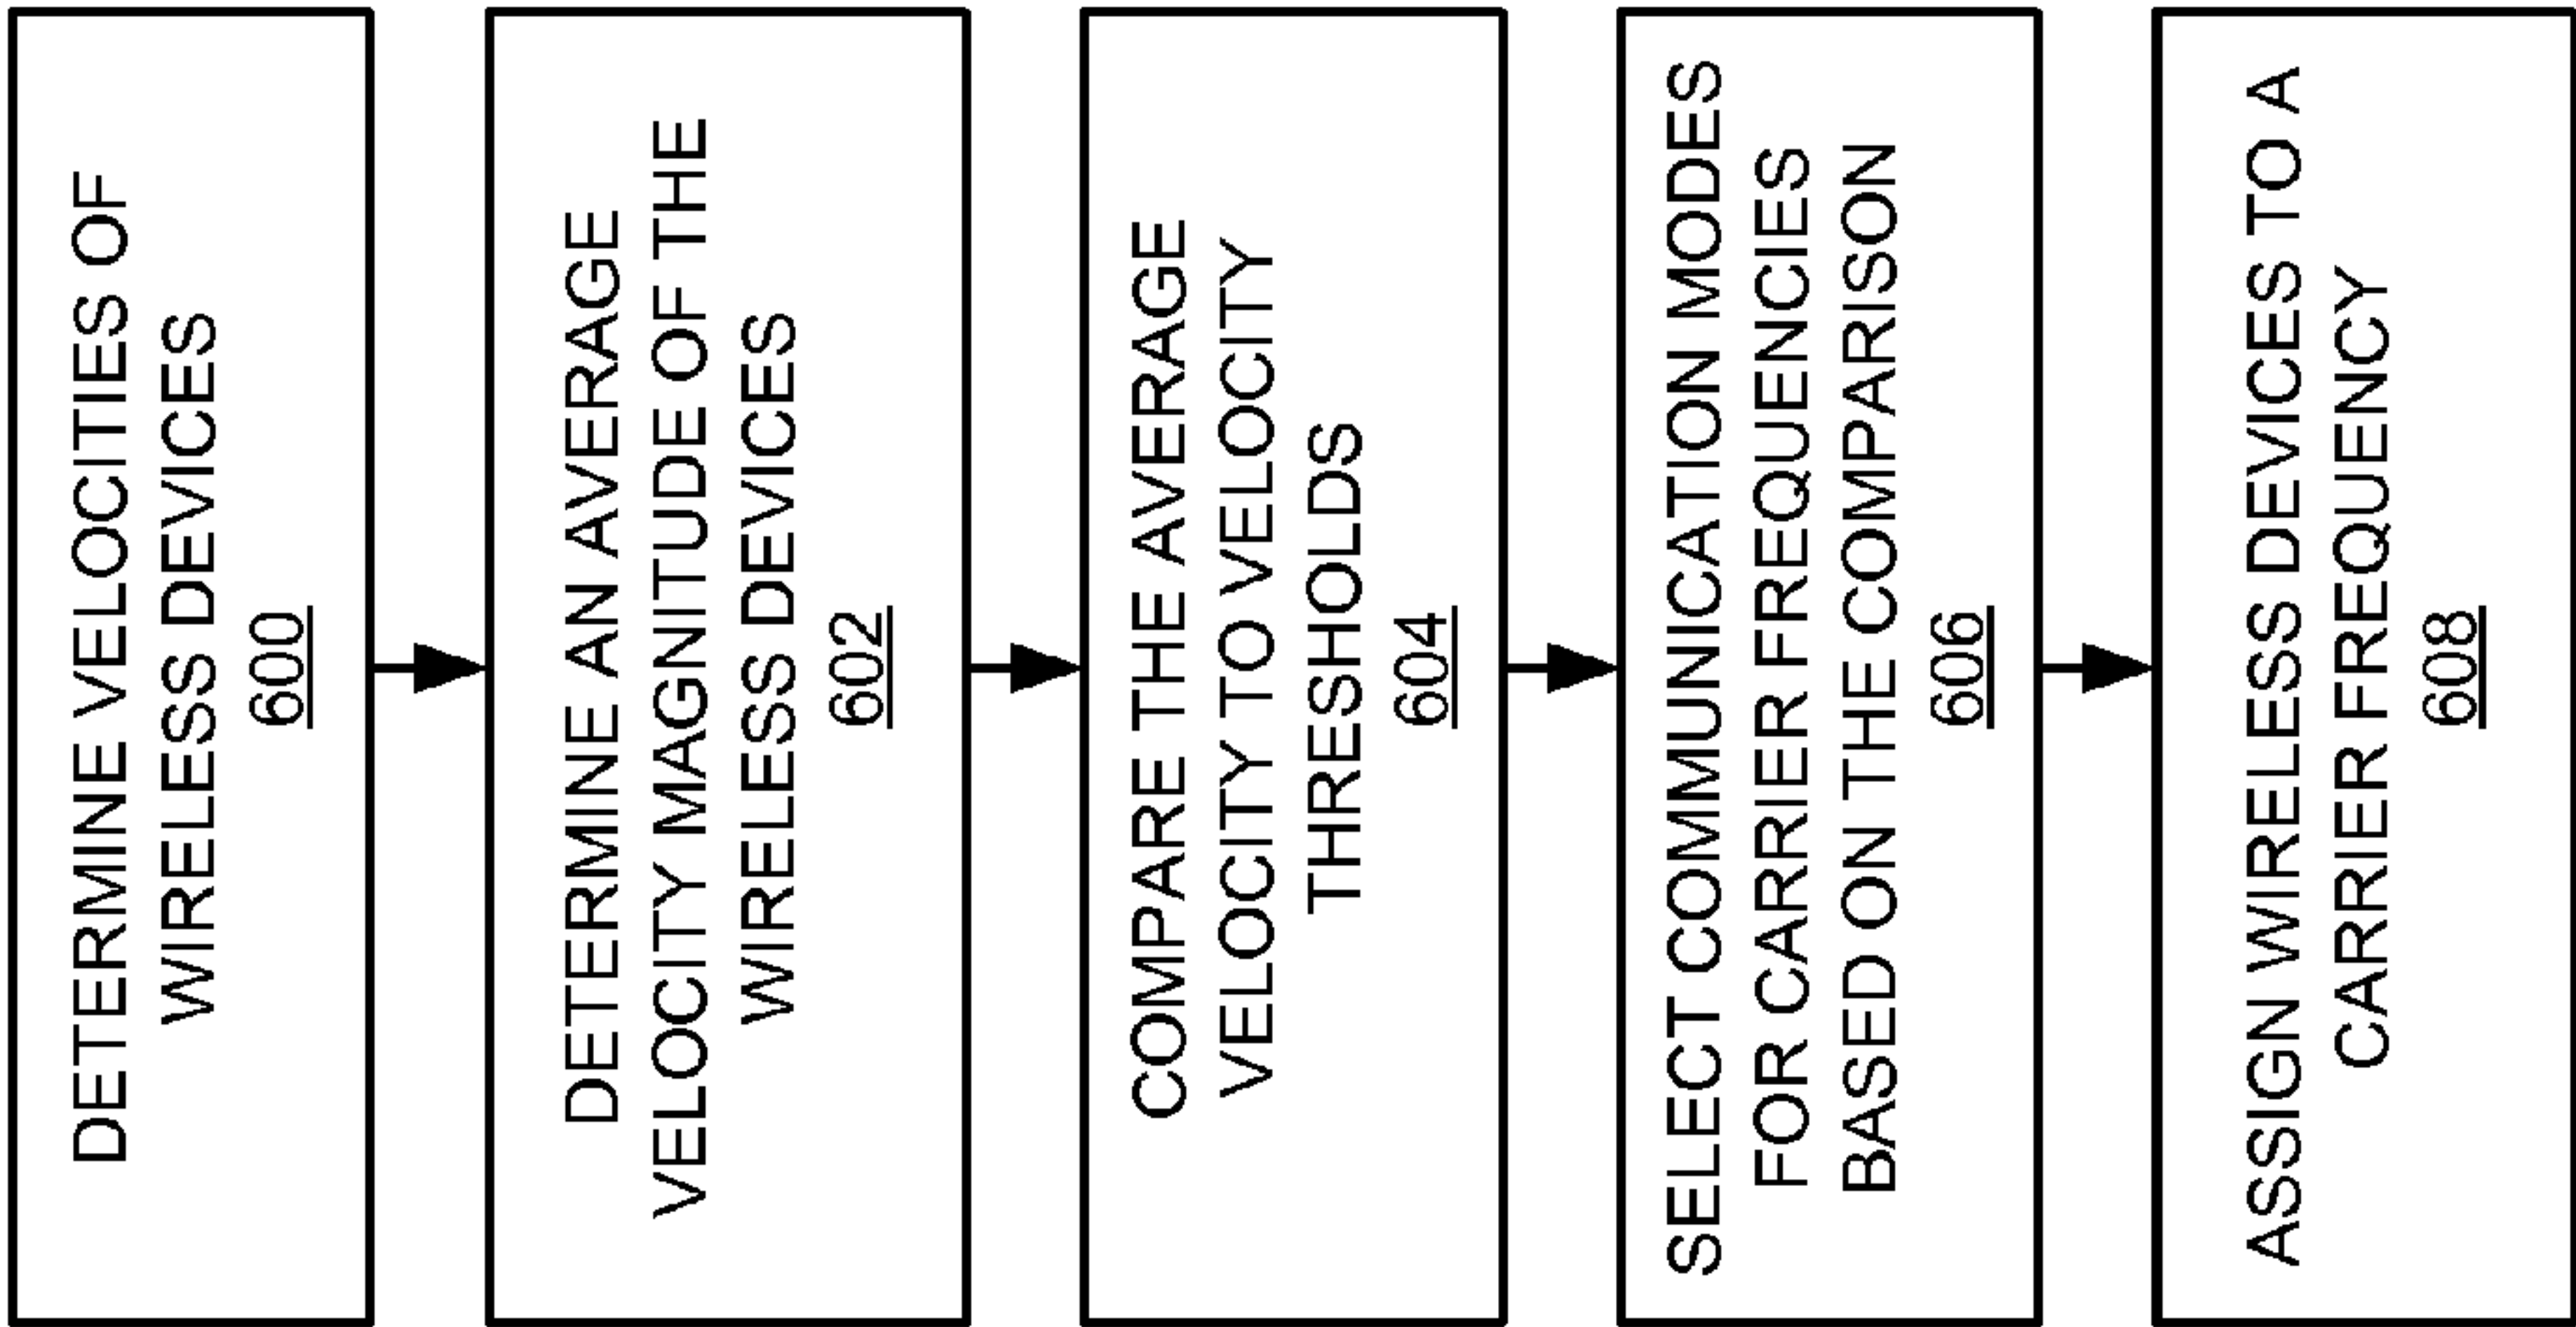 DETERMINE VELOCITIES OF
WIRELESS DEVICES
600
DETERMINE AN AVERAGE
VELOCITY MAGNITUDE OF THE
WIRELESS DEVICES
602
COMPARE THE AVERAGE
VELOCITY TO VELOCITY
THRESHOLDS
604
SELECT COMMUNICATION MODES
FOR CARRIER FREQUENCIES
BASED ON THE COMPARISON
606
ASSIGN WIRELESS DEVICES TO A
CARRIER FREQUENCY
608